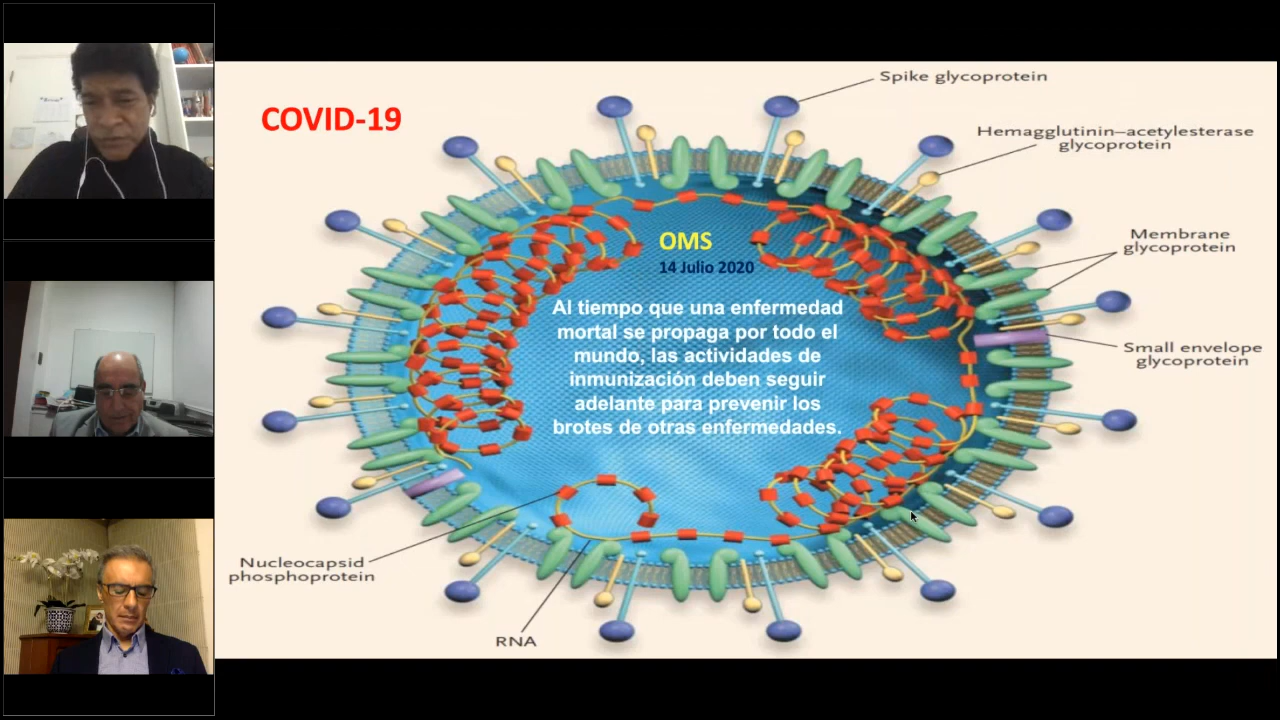 COVID-19
Spike glycoprotein
Hemagglutinin–acetylesterase
glycoprotein
Membrane
glycoprotein
OMS
14 Julio 2020
Al tiempo que una enfermedad
mortal se propaga por todo el
mundo, las actividades de
inmunización deben seguir
adelante para prevenir los
brotes de otras enfermedades.
Small envelope
glycoprotein
Nucleocapsid
phosphoprotein
RNA